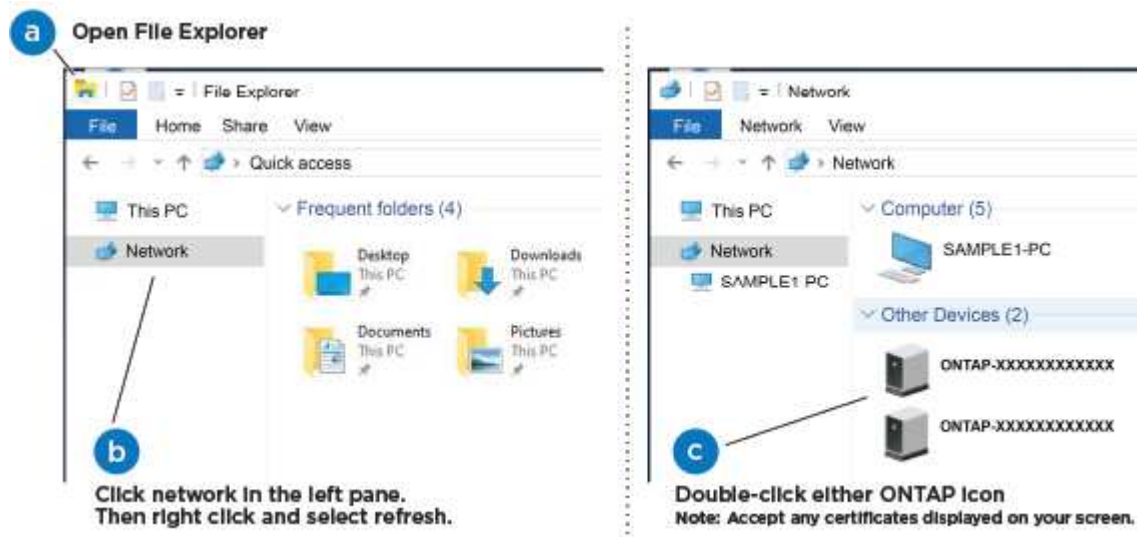 a Open File Explorer
File Explorer
File Home Share View
Quick access
This PC
Network
Frequent folders (4)
Desktop
This PC
Downloads
This PC
Documents
This PC
Pictures
This PC
b
Click network in the left pane.
Then right click and select refresh.
Network
File Network View
Network
This PC
Network
SAMPLE1 PC
Computer (5)
SAMPLE1-PC
Other Devices (2)
ONTAP-XXXXXXXXXXXX
ONTAP-XXXXXXXXXXXX
c
Double-click either ONTAP icon
Note: Accept any certificates displayed on your screen.